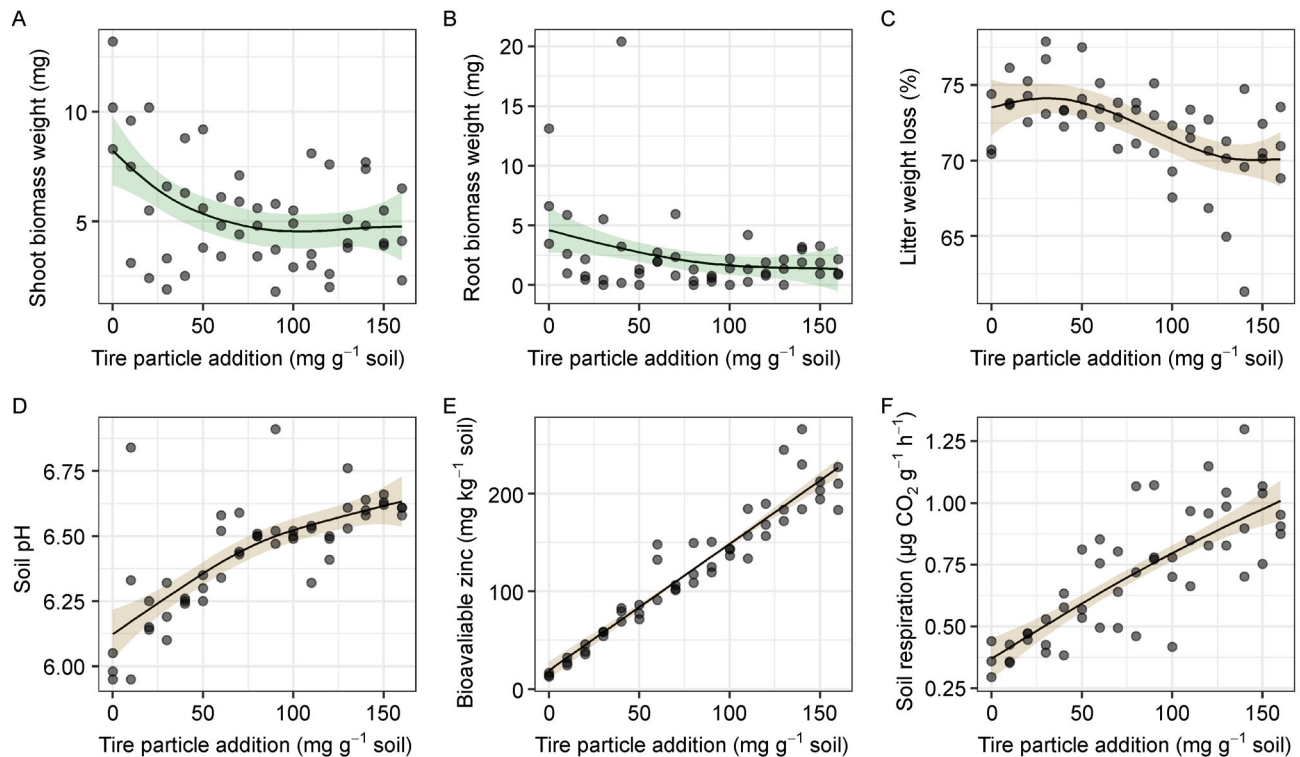 A
Shoot biomass weight (mg)
10
5
0 50 100 150
Tire particle addition (mg g⁻¹ soil)
B
Root biomass weight (mg)
20
15
10
5
0
0 50 100 150
Tire particle addition (mg g⁻¹ soil)
C
Litter weight loss (%)
75
70
65
0 50 100 150
Tire particle addition (mg g⁻¹ soil)
D
Soil pH
6.75
6.50
6.25
6.00
0 50 100 150
Tire particle addition (mg g⁻¹ soil)
E
Bioavaliable zinc (mg kg⁻¹ soil)
200
100
0
0 50 100 150
Tire particle addition (mg g⁻¹ soil)
F
Soil respiration (µg CO₂ g⁻¹ h⁻¹)
1.25
1.00
0.75
0.50
0.25
0 50 100 150
Tire particle addition (mg g⁻¹ soil)